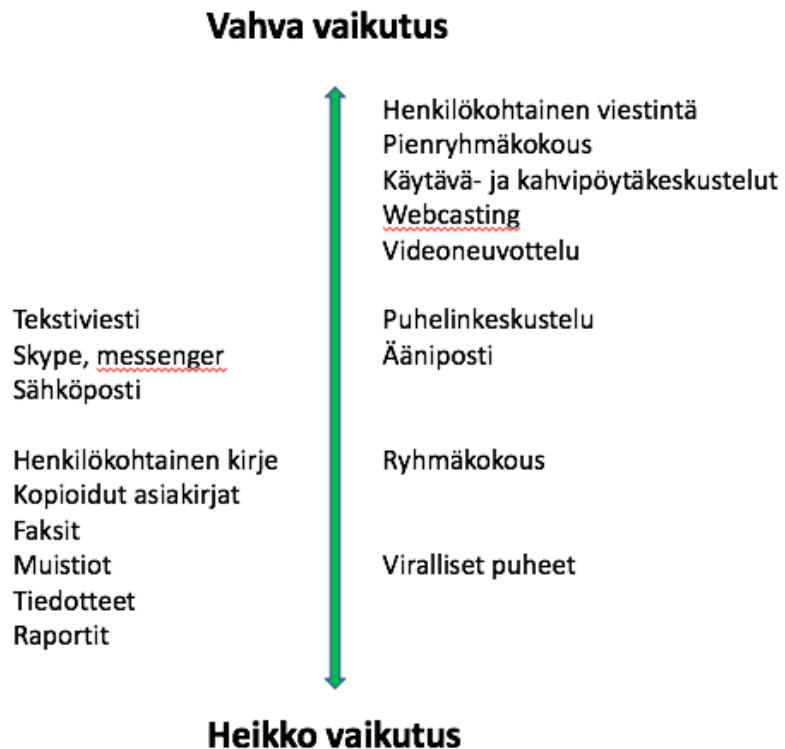 Vahva vaikutus
Henkilökohtainen viestintä
Pienryhmäkokous
Käytävä- ja kahvipöytäkeskustelut
Webcasting
Videoneuvottelu
Tekstiviesti
Puhelinkeskustelu
Skype, messenger
Ääniposti
Sähköposti
Henkilökohtainen kirje
Ryhmäkokous
Kopioidut asiakirjat
Faksit
Muistiot
Viralliset puheet
Tiedotteet
Raportit
Heikko vaikutus